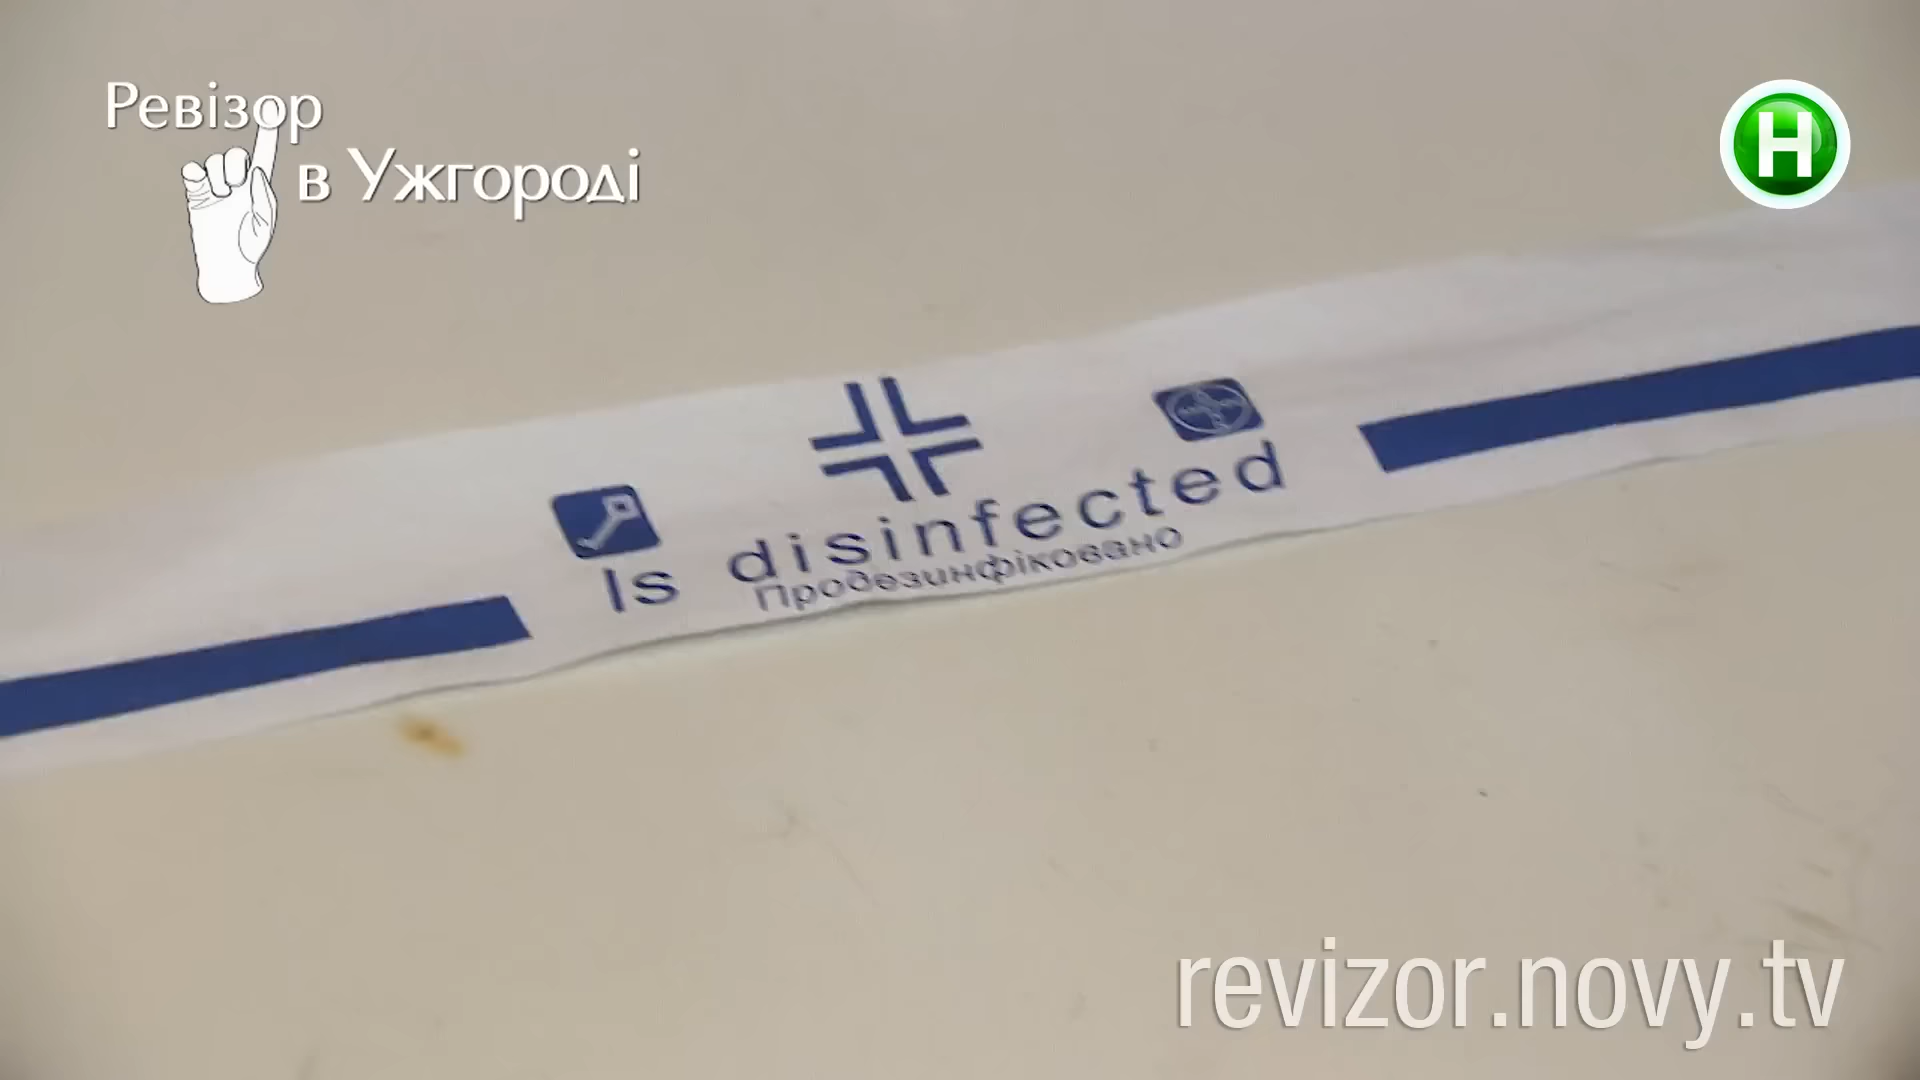 Ревізор
в Ужгороді
Н
Is disinfected
Продезинфіковано
revizor.novy.tv